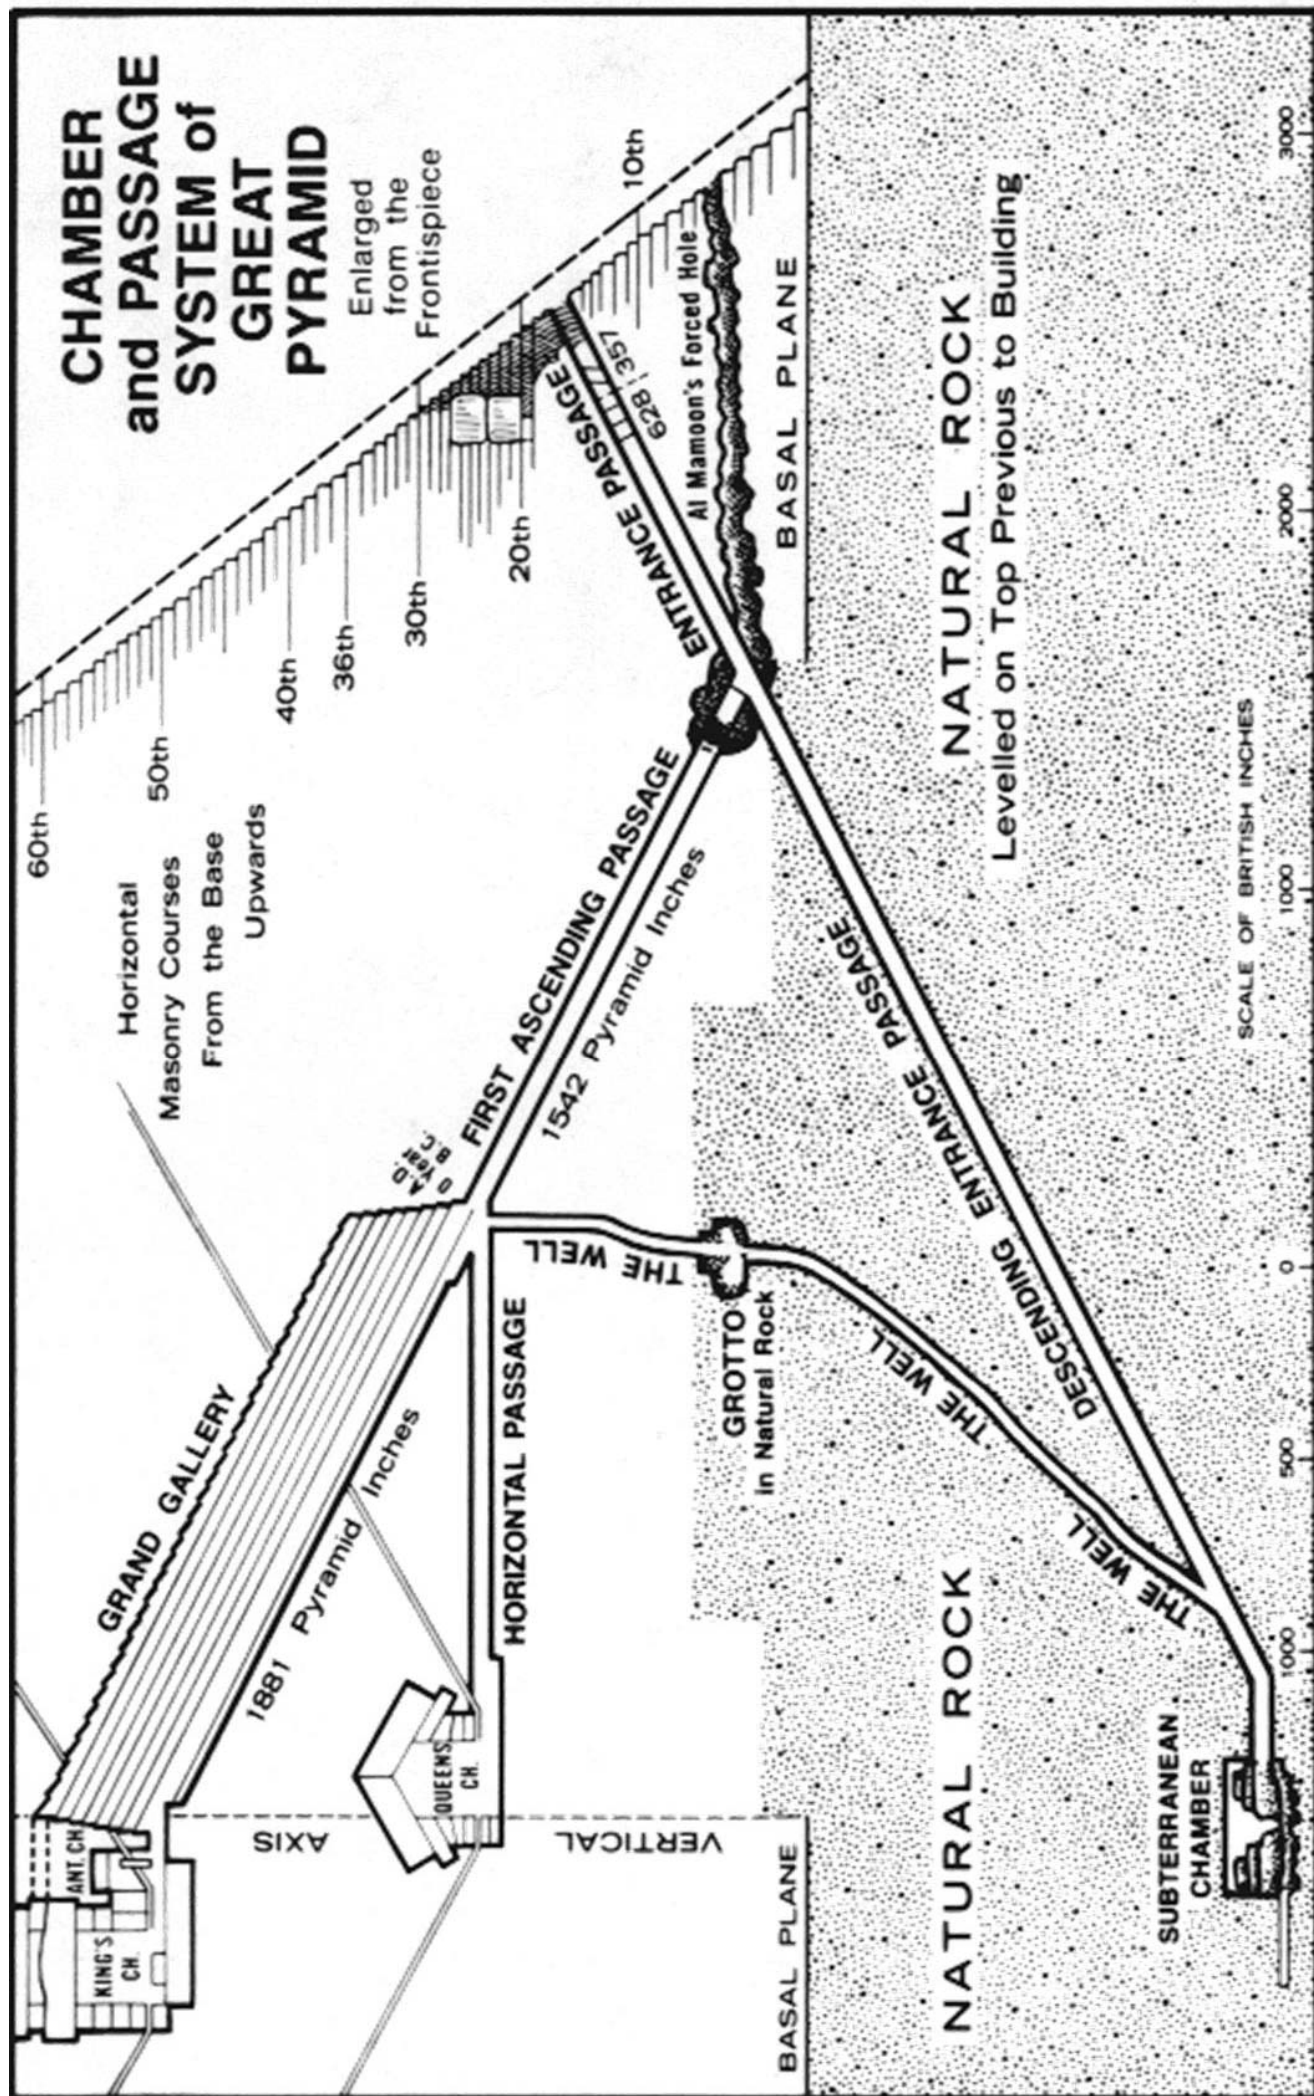 CHAMBER
and PASSAGE
SYSTEM of
GREAT
PYRAMID
Enlarged
from the
Frontispiece
Horizontal
Masonry Courses
From the Base
Upwards
60th
50th
40th
36th
30th
20th
10th
KING'S
CH.
ANT. CH.
GRAND GALLERY
1881 Pyramid Inches
VERTICAL AXIS
QUEENS
CH.
HORIZONTAL PASSAGE
A.D.
0 Year
B.C.
FIRST ASCENDING PASSAGE
1542 Pyramid Inches
ENTRANCE PASSAGE
ENTRANCE PASSAGE
628 357
Al Mamoon's Forced Hole
BASAL PLANE
BASAL PLANE
THE WELL
GROTTO
in Natural Rock
THE WELL
THE WELL
DESCENDING ENTRANCE PASSAGE
NATURAL ROCK
NATURAL ROCK
Levelled on Top Previous to Building
SUBTERRANEAN
CHAMBER
SCALE OF BRITISH INCHES
1000 500 0 1000 2000 3000